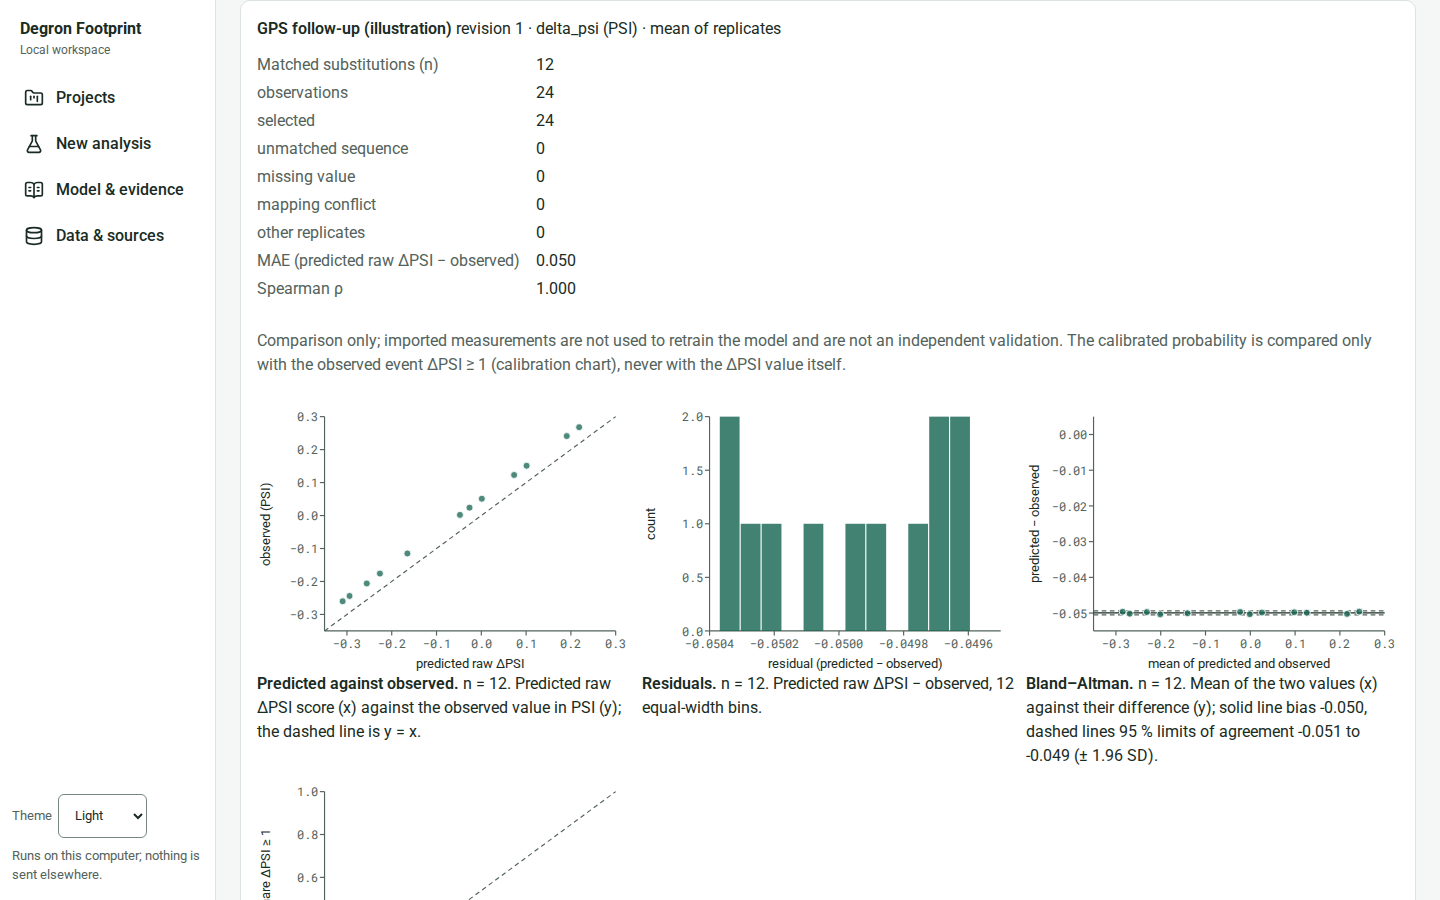 Degron Footprint
Local workspace
Projects
New analysis
Model & evidence
Data & sources
Theme
Light
Runs on this computer; nothing is
sent elsewhere.
GPS follow-up (illustration) revision 1 · delta_psi (PSI) · mean of replicates
Matched substitutions (n) 12
observations 24
selected 24
unmatched sequence 0
missing value 0
mapping conflict 0
other replicates 0
MAE (predicted raw ΔPSI − observed) 0.050
Spearman ρ 1.000
Comparison only; imported measurements are not used to retrain the model and are not an independent validation. The calibrated probability is compared only
with the observed event ΔPSI ≥ 1 (calibration chart), never with the ΔPSI value itself.
observed (PSI)
0.3
0.2
0.1
0.0
−0.1
−0.2
−0.3
−0.3 −0.2 −0.1 0.0 0.1 0.2 0.3
predicted raw ΔPSI
Predicted against observed. n = 12. Predicted raw
ΔPSI score (x) against the observed value in PSI (y);
the dashed line is y = x.
count
2.0
1.5
1.0
0.5
0.0
−0.0504 −0.0502 −0.0500 −0.0498 −0.0496
residual (predicted − observed)
Residuals. n = 12. Predicted raw ΔPSI − observed, 12
equal-width bins.
predicted − observed
0.00
−0.01
−0.02
−0.03
−0.04
−0.05
−0.3 −0.2 −0.1 0.0 0.1 0.2 0.3
mean of predicted and observed
Bland–Altman. n = 12. Mean of the two values (x)
against their difference (y); solid line bias -0.050,
dashed lines 95 % limits of agreement -0.051 to
-0.049 (± 1.96 SD).
ΔPSI ≥ 1
1.0
0.8
0.6